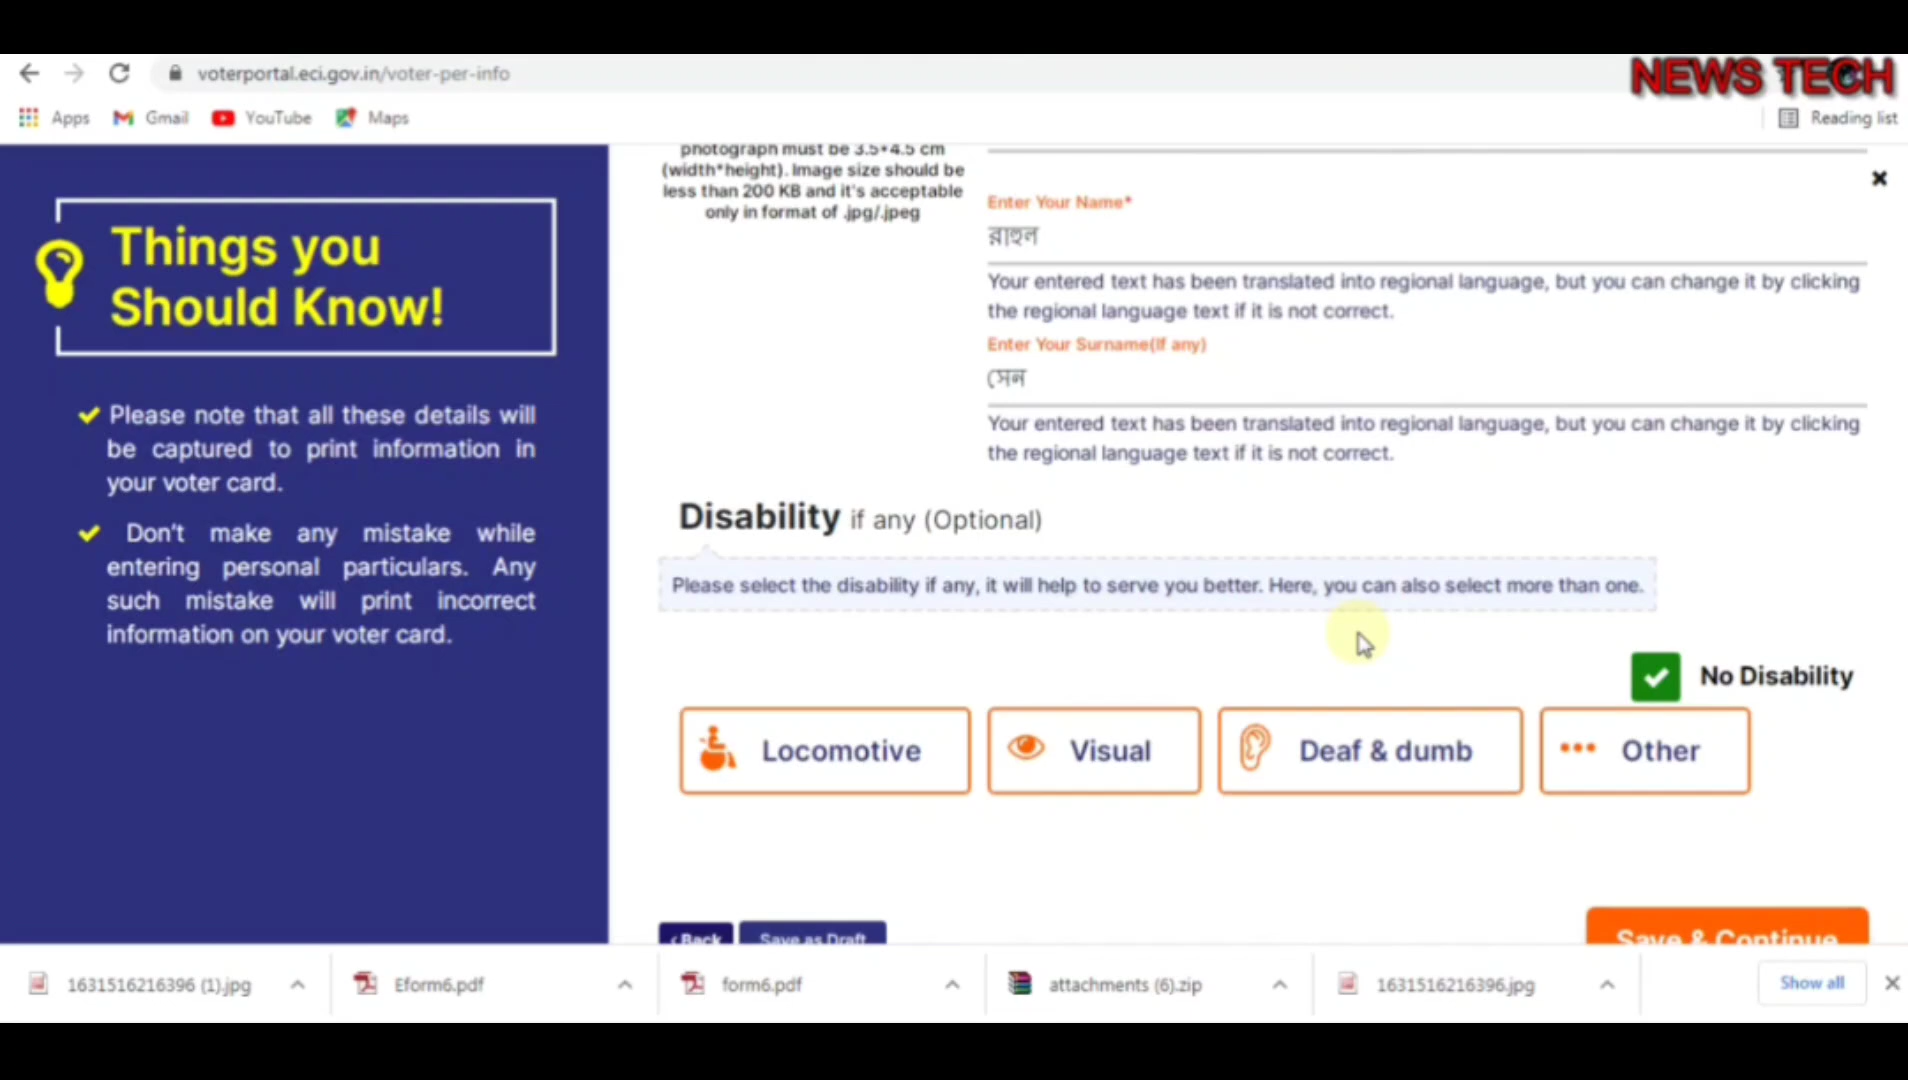 voterportal.eci.gov.in/voter-per-info
NEWS TECH
Apps Gmail YouTube Maps
Reading list
Things you
Should Know!
Please note that all these details will
be captured to print information in
your voter card.
Don't make any mistake while
entering personal particulars. Any
such mistake will print incorrect
information on your voter card.
photograph must be 3.5*4.5 cm
(width*height). Image size should be
less than 200 KB and it's acceptable
only in format of .jpg/.jpeg
Enter Your Name*
রাহুল
Your entered text has been translated into regional language, but you can change it by clicking
the regional language text if it is not correct.
Enter Your Surname(If any)
সেন
Your entered text has been translated into regional language, but you can change it by clicking
the regional language text if it is not correct.
Disability if any (Optional)
Please select the disability if any, it will help to serve you better. Here, you can also select more than one.
No Disability
Locomotive
Visual
Deaf & dumb
Other
‹ Back
Save as Draft
Save & Continue
1631516216396 (1).jpg
Eform6.pdf
form6.pdf
attachments (6).zip
1631516216396.jpg
Show all